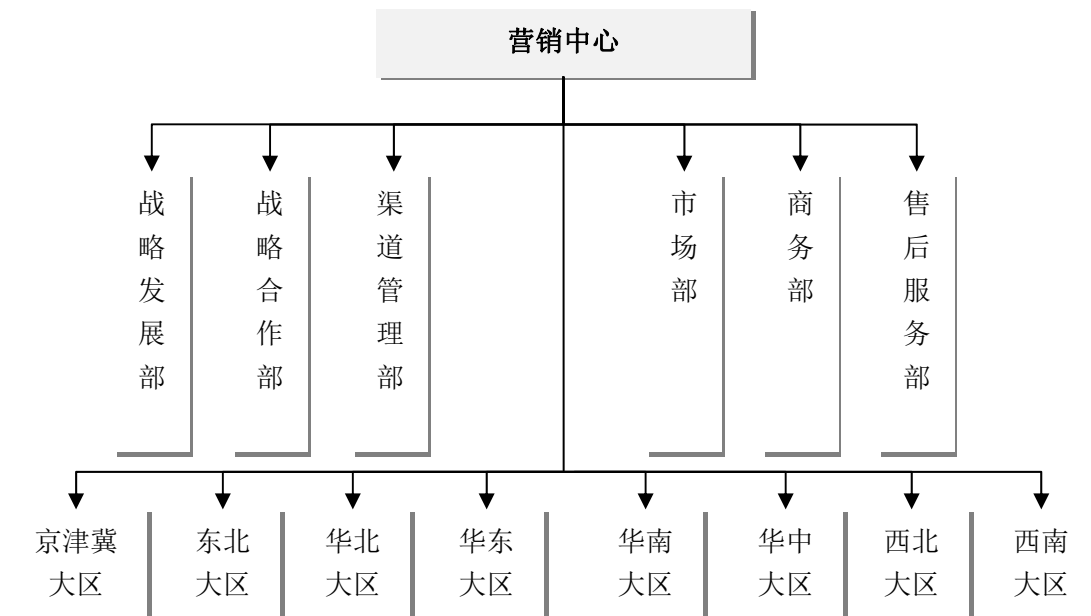 营销中心
战略发展部
战略合作部
渠道管理部
市场部
商务部
售后服务部
京津冀
大区
东北
大区
华北
大区
华东
大区
华南
大区
华中
大区
西北
大区
西南
大区